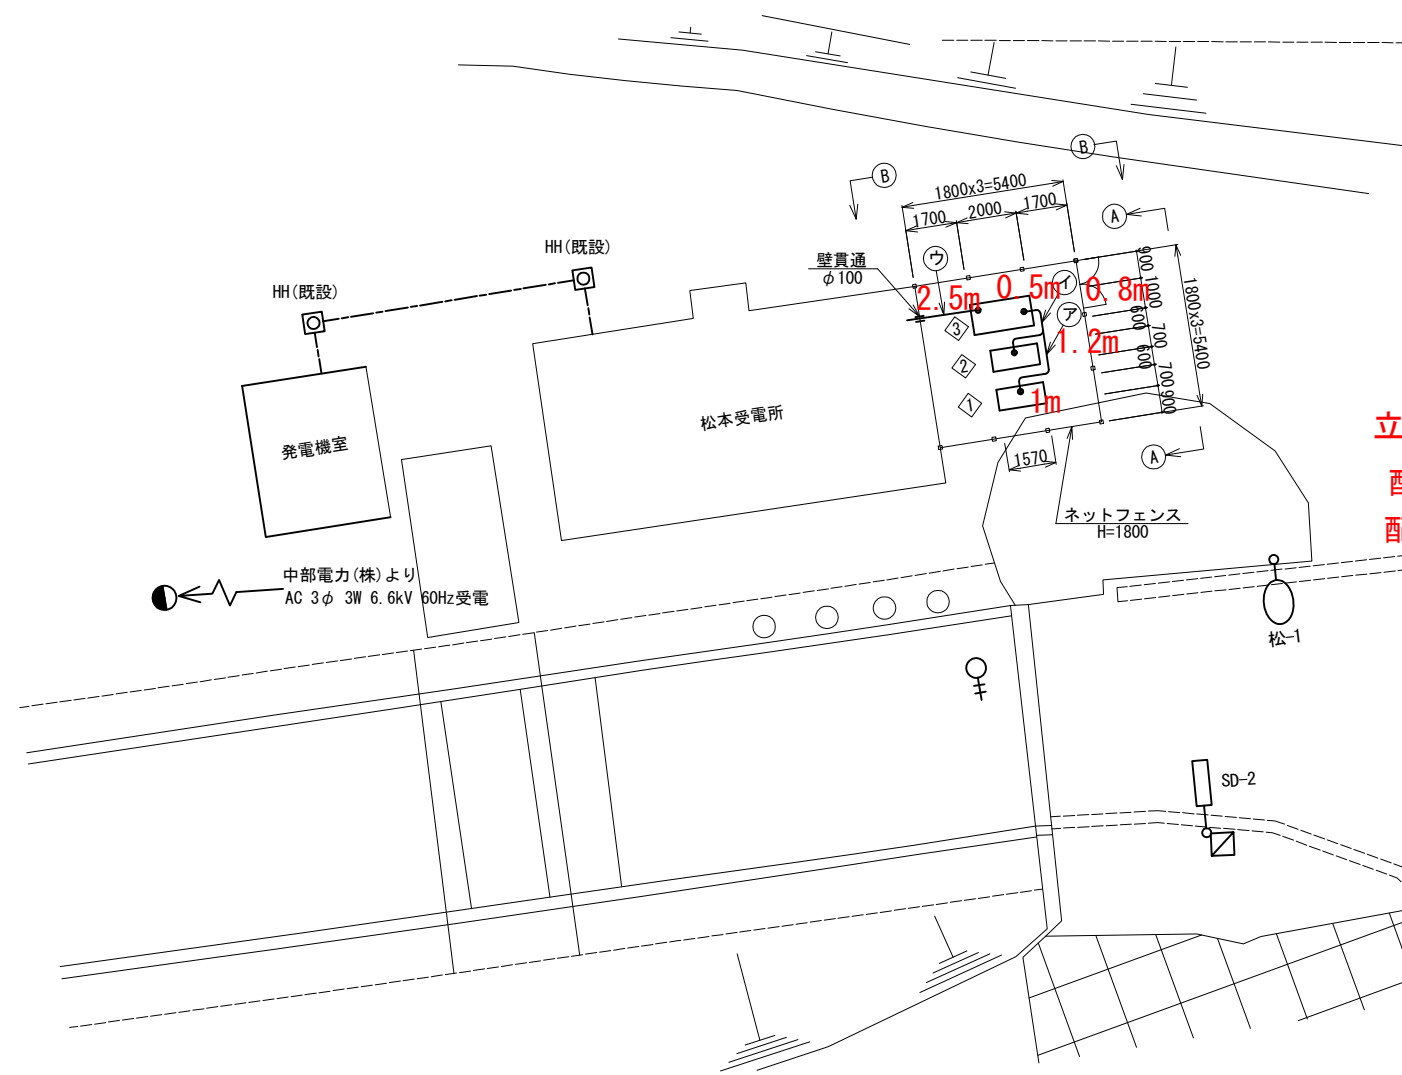 B
B
1800x3=5400
1700
2000
1700
A
HH(既設)
HH(既設)
壁貫通
φ100
ウ
イ
ア
2.5m
0.5m
0.8m
1.2m
1m
3
2
1
900
1000
600
700
600
700
900
1800x3=5400
松本受電所
発電機室
1570
A
ネットフェンス
H=1800
立
中部電力(株)より
AC 3φ 3W 6.6kV 60Hz受電
松-1
SD-2